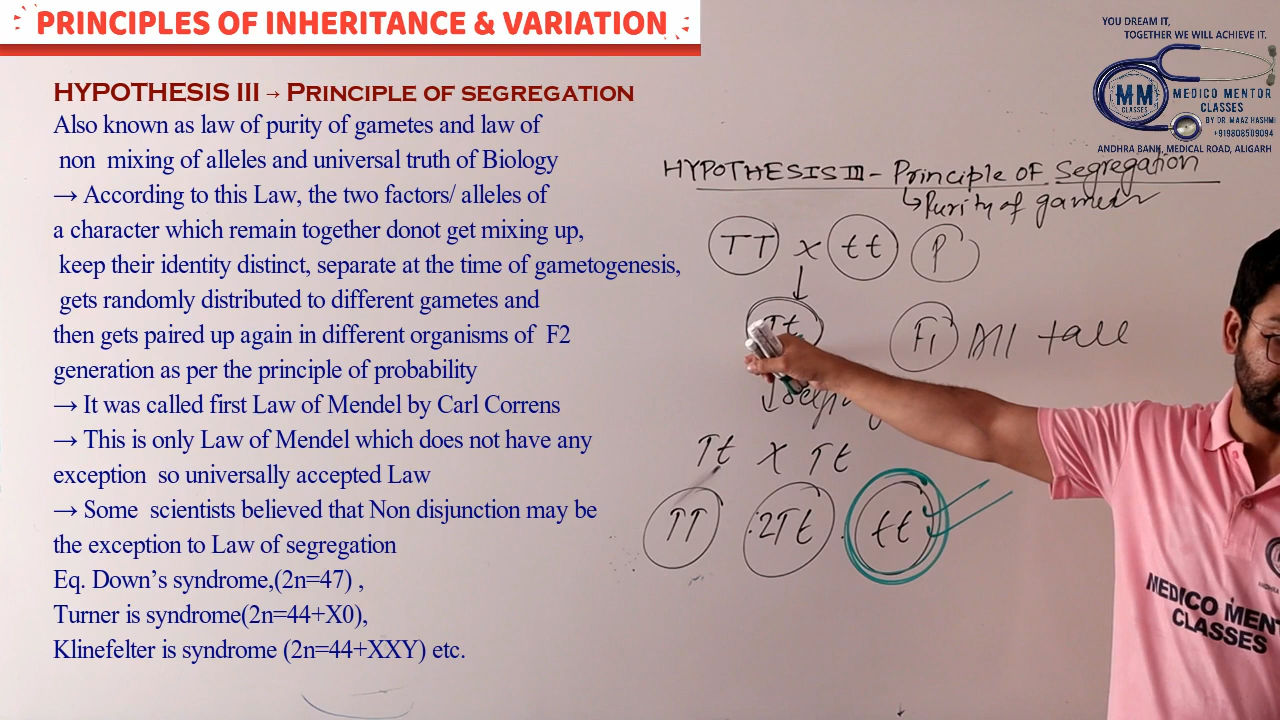 PRINCIPLES OF INHERITANCE & VARIATION
HYPOTHESIS III → PRINCIPLE OF SEGREGATION
Also known as law of purity of gametes and law of
non mixing of alleles and universal truth of Biology
→ According to this Law, the two factors/ alleles of
a character which remain together donot get mixing up,
keep their identity distinct, separate at the time of gametogenesis,
gets randomly distributed to different gametes and
then gets paired up again in different organisms of F2
generation as per the principle of probability
→ It was called first Law of Mendel by Carl Correns
→ This is only Law of Mendel which does not have any
exception so universally accepted Law
→ Some scientists believed that Non disjunction may be
the exception to Law of segregation
Eq. Down's syndrome,(2n=47) ,
Turner is syndrome(2n=44+X0),
Klinefelter is syndrome (2n=44+XXY) etc.
YOU DREAM IT,
TOGETHER WE WILL ACHIEVE IT.
MM
CLASSES
MEDICO MENTOR
CLASSES
BY DR. MAAZ HASHMI
+919808509094
ANDHRA BANK, MEDICAL ROAD, ALIGARH
HYPOTHESIS III - Principle OF Segregation
↳ Purity of
TT x tt P
Tt F1 All tall
Tt x Tt
TT 2Tt tt
MEDICO MENT
CLASSES